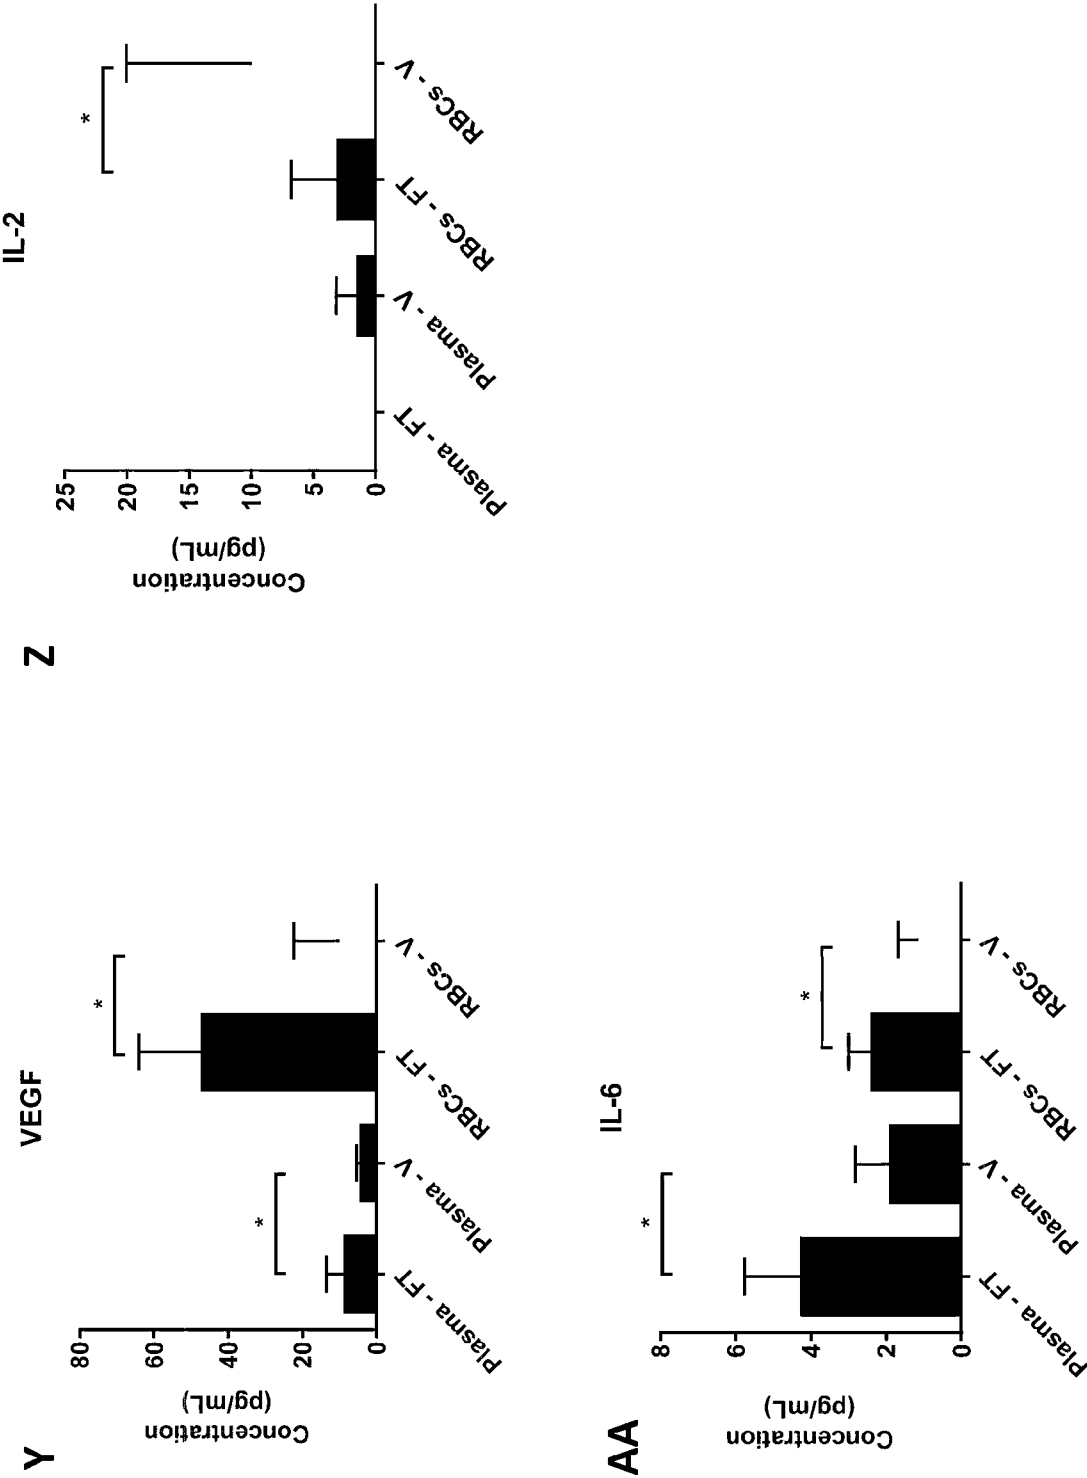 Y
VEGF
Concentration
(pg/mL)
80
60
40
20
0
*
*
Plasma - FT
Plasma - V
RBCs - FT
RBCs - V
Z
IL-2
Concentration
(pg/mL)
25
20
15
10
5
0
*
Plasma - FT
Plasma - V
RBCs - FT
RBCs - V
AA
IL-6
Concentration
(pg/mL)
8
6
4
2
0
*
*
Plasma - FT
Plasma - V
RBCs - FT
RBCs - V